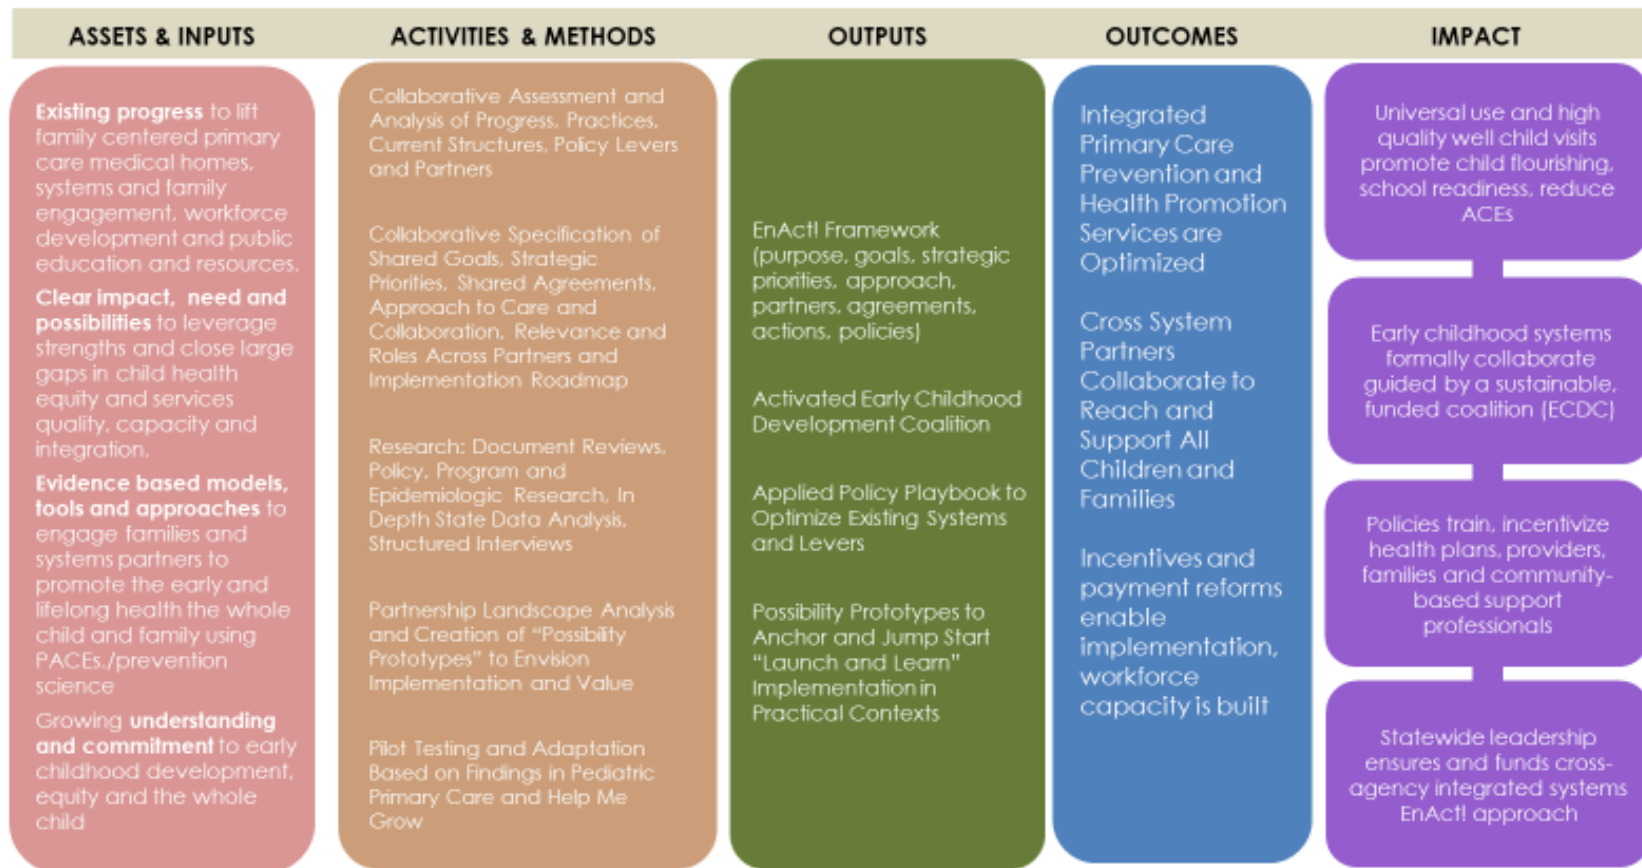 ASSETS & INPUTS
Existing progress to lift
family centered primary
care medical homes,
systems and family
engagement, workforce
development and public
education and resources.
Clear impact, need and
possibilities to leverage
strengths and close large
gaps in child health
equity and services
quality, capacity and
integration.
Evidence based models,
tools and approaches to
engage families and
systems partners to
promote the early and
lifelong health the whole
child and family using
PACEs./prevention
science
Growing understanding
and commitment to early
childhood development,
equity and the whole
child
ACTIVITIES & METHODS
Collaborative Assessment and
Analysis of Progress, Practices,
Current Structures, Policy Levers
and Partners
Collaborative Specification of
Shared Goals, Strategic
Priorities, Shared Agreements,
Approach to Care and
Collaboration, Relevance and
Roles Across Partners and
Implementation Roadmap
Research: Document Reviews,
Policy, Program and
Epidemiologic Research, In
Depth State Data Analysis,
Structured Interviews
Partnership Landscape Analysis
and Creation of “Possibility
Prototypes” to Envision
Implementation and Value
Pilot Testing and Adaptation
Based on Findings in Pediatric
Primary Care and Help Me
Grow
OUTPUTS
EnAct! Framework
(purpose, goals, strategic
priorities, approach,
partners, agreements,
actions, policies)
Activated Early Childhood
Development Coalition
Applied Policy Playbook to
Optimize Existing Systems
and Levers
Possibility Prototypes to
Anchor and Jump Start
“Launch and Learn”
Implementation in
Practical Contexts
OUTCOMES
Integrated
Primary Care
Prevention and
Health Promotion
Services are
Optimized
Cross System
Partners
Collaborate to
Reach and
Support All
Children and
Families
Incentives and
payment reforms
enable
implementation,
workforce
capacity is built
IMPACT
Universal use and high
quality well child visits
promote child flourishing,
school readiness, reduce
ACEs
Early childhood systems
formally collaborate
guided by a sustainable,
funded coalition (ECDC)
Policies train, incentivize
health plans, providers,
families and community-
based support
professionals
Statewide leadership
ensures and funds cross-
agency integrated systems
EnAct! approach